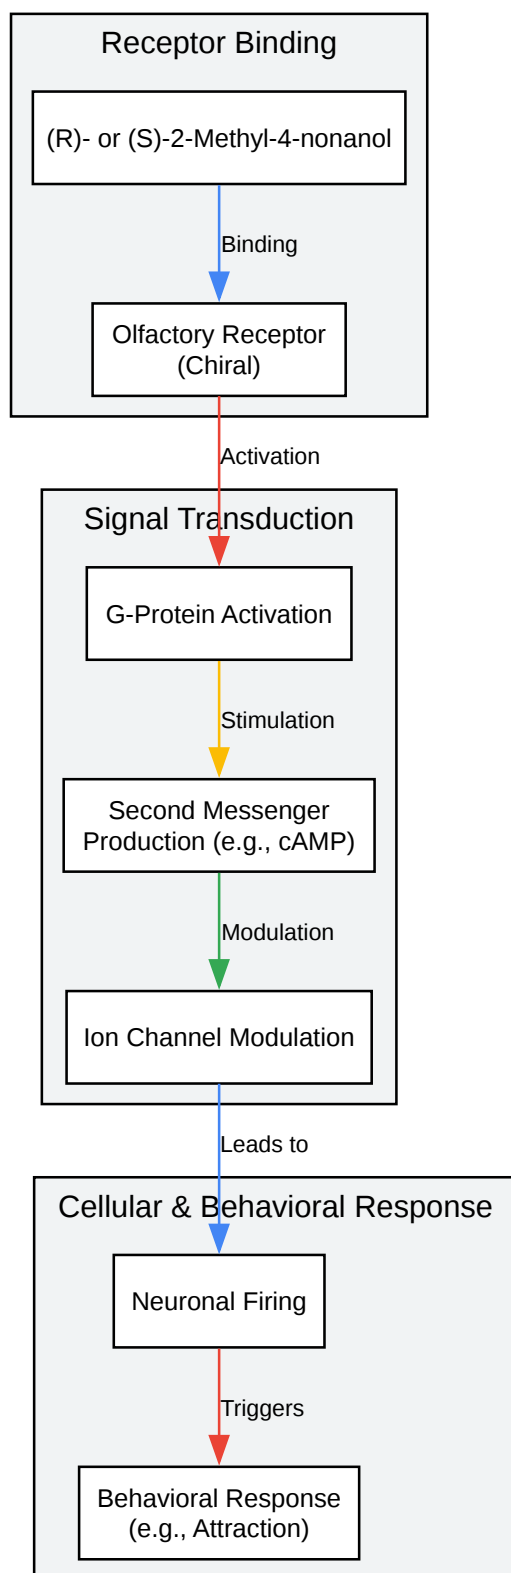 Receptor Binding
(R)- or (S)-2-Methyl-4-nonanol
Binding
Olfactory Receptor
(Chiral)
Activation
Signal Transduction
G-Protein Activation
Stimulation
Second Messenger
Production (e.g., cAMP)
Modulation
Ion Channel Modulation
Leads to
Cellular & Behavioral Response
Neuronal Firing
Triggers
Behavioral Response
(e.g., Attraction)